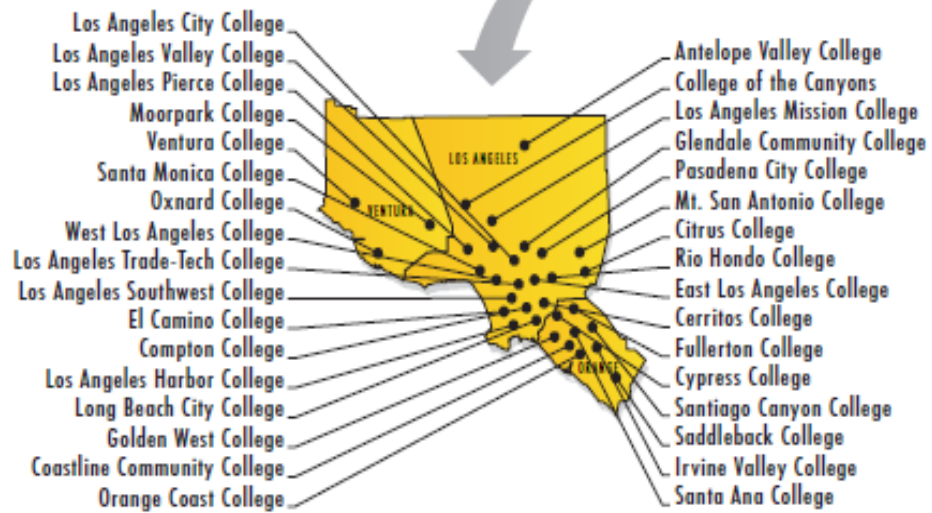 Los Angeles City College
Los Angeles Valley College
Los Angeles Pierce College
Moorpark College
Ventura College
Santa Monica College
Oxnard College
West Los Angeles College
Los Angeles Trade-Tech College
Los Angeles Southwest College
El Camino College
Compton College
Los Angeles Harbor College
Long Beach City College
Golden West College
Coastline Community College
Orange Coast College
LOS ANGELES
VENTURA
ORANGE
Antelope Valley College
College of the Canyons
Los Angeles Mission College
Glendale Community College
Pasadena City College
Mt. San Antonio College
Citrus College
Rio Hondo College
East Los Angeles College
Cerritos College
Fullerton College
Cypress College
Santiago Canyon College
Saddleback College
Irvine Valley College
Santa Ana College